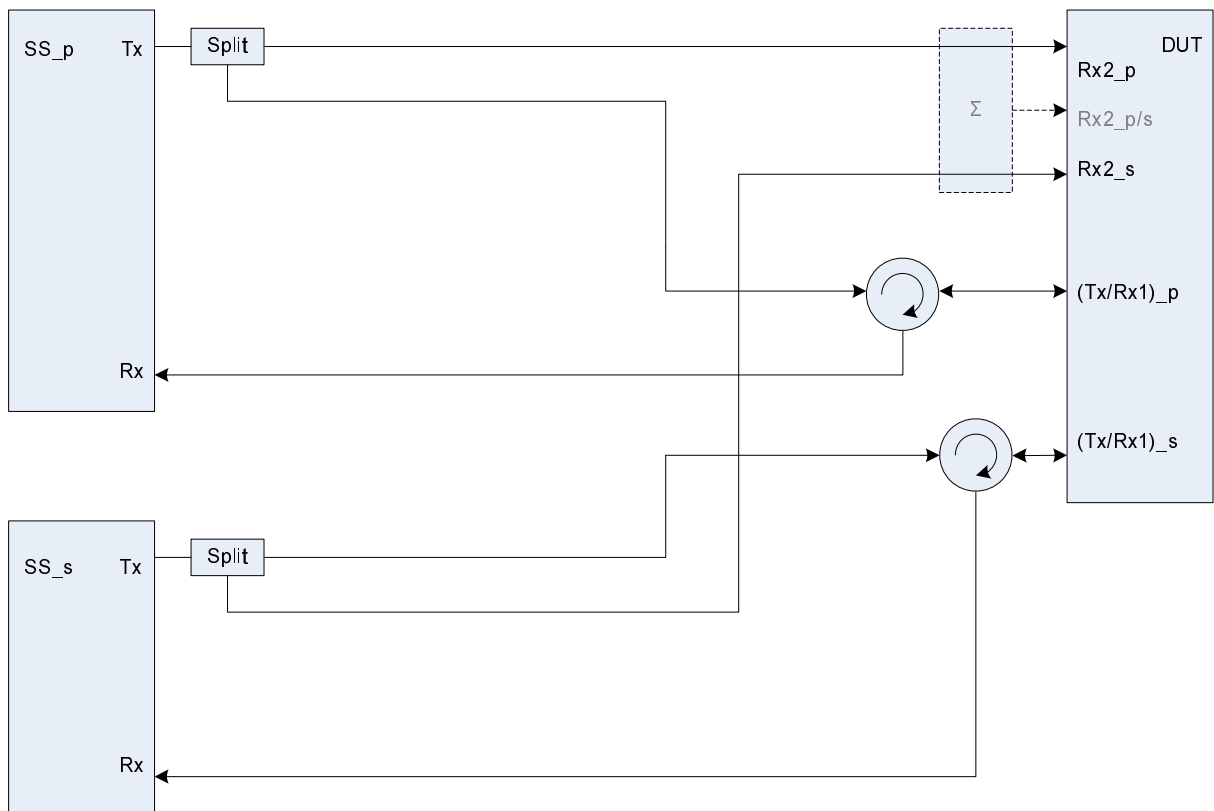 SS_p
Tx
Split
DUT
Rx2_p
Σ
Rx2_p/s
Rx2_s
(Tx/Rx1)_p
Rx
(Tx/Rx1)_s
SS_s
Tx
Split
Rx